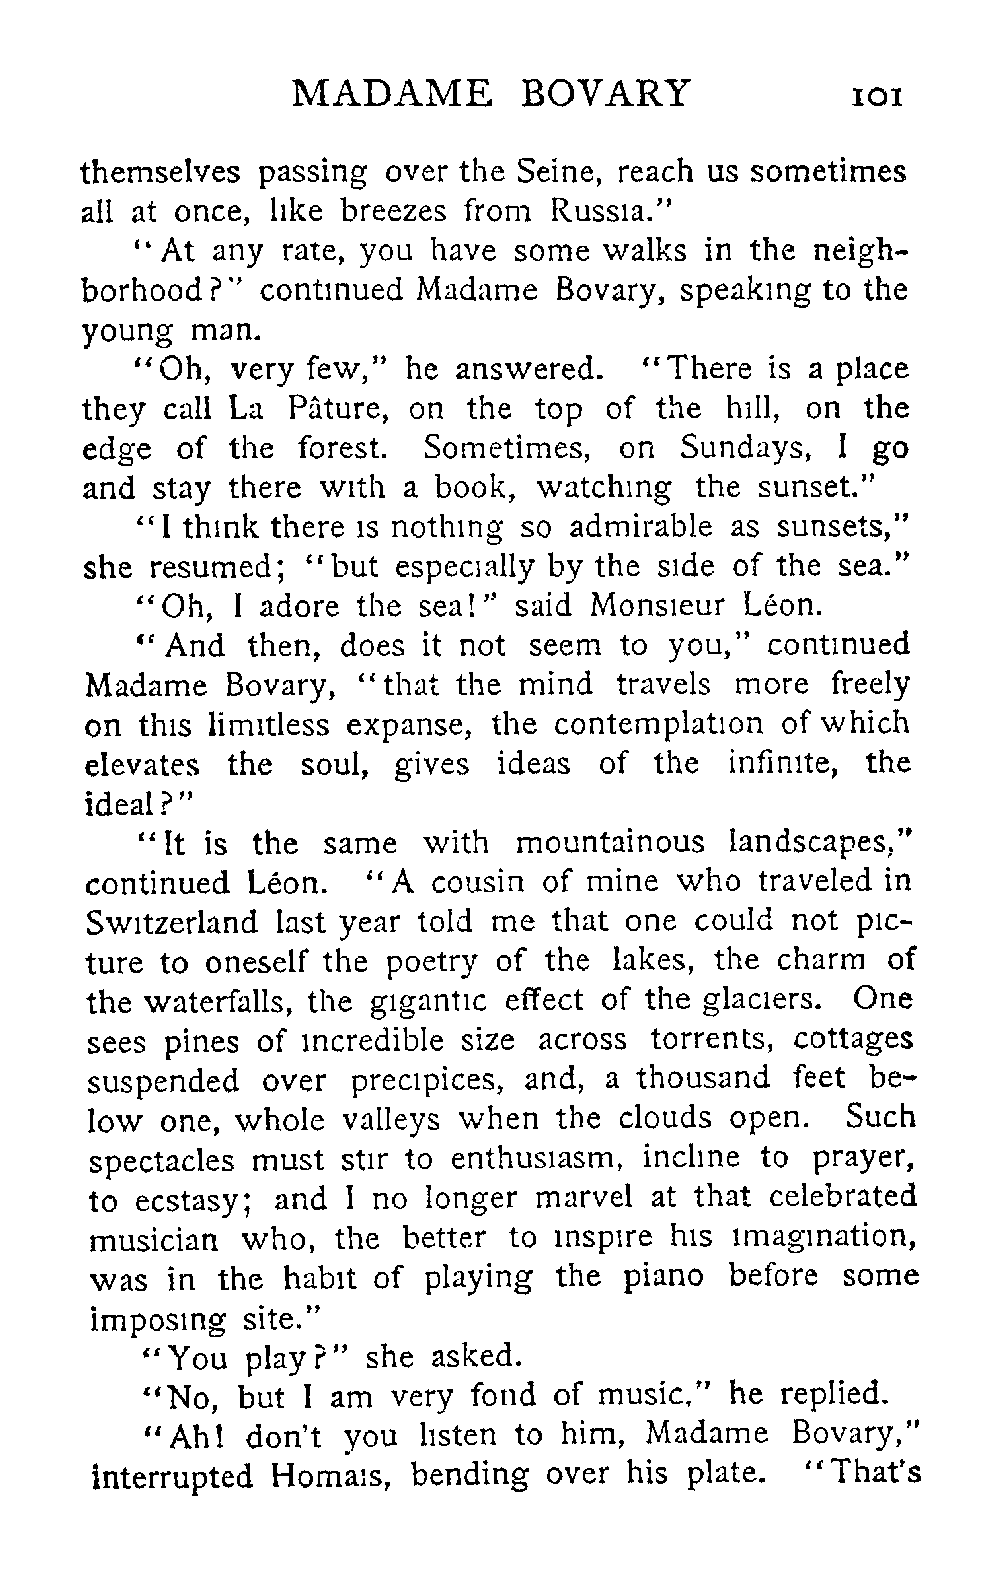 MADAME BOVARY 101
themselves passing over the Seine, reach us sometimes
all at once, like breezes from Russia."
"At any rate, you have some walks in the neigh-
borhood?" continued Madame Bovary, speaking to the
young man.
"Oh, very few," he answered. "There is a place
they call La Pâture, on the top of the hill, on the
edge of the forest. Sometimes, on Sundays, I go
and stay there with a book, watching the sunset."
"I think there is nothing so admirable as sunsets,"
she resumed; "but especially by the side of the sea."
"Oh, I adore the sea!" said Monsieur Léon.
"And then, does it not seem to you," continued
Madame Bovary, "that the mind travels more freely
on this limitless expanse, the contemplation of which
elevates the soul, gives ideas of the infinite, the
ideal?"
"It is the same with mountainous landscapes,"
continued Léon. "A cousin of mine who traveled in
Switzerland last year told me that one could not pic-
ture to oneself the poetry of the lakes, the charm of
the waterfalls, the gigantic effect of the glaciers. One
sees pines of incredible size across torrents, cottages
suspended over precipices, and, a thousand feet be-
low one, whole valleys when the clouds open. Such
spectacles must stir to enthusiasm, incline to prayer,
to ecstasy; and I no longer marvel at that celebrated
musician who, the better to inspire his imagination,
was in the habit of playing the piano before some
imposing site."
"You play?" she asked.
"No, but I am very fond of music," he replied.
"Ah! don't you listen to him, Madame Bovary,"
interrupted Homais, bending over his plate. "That's